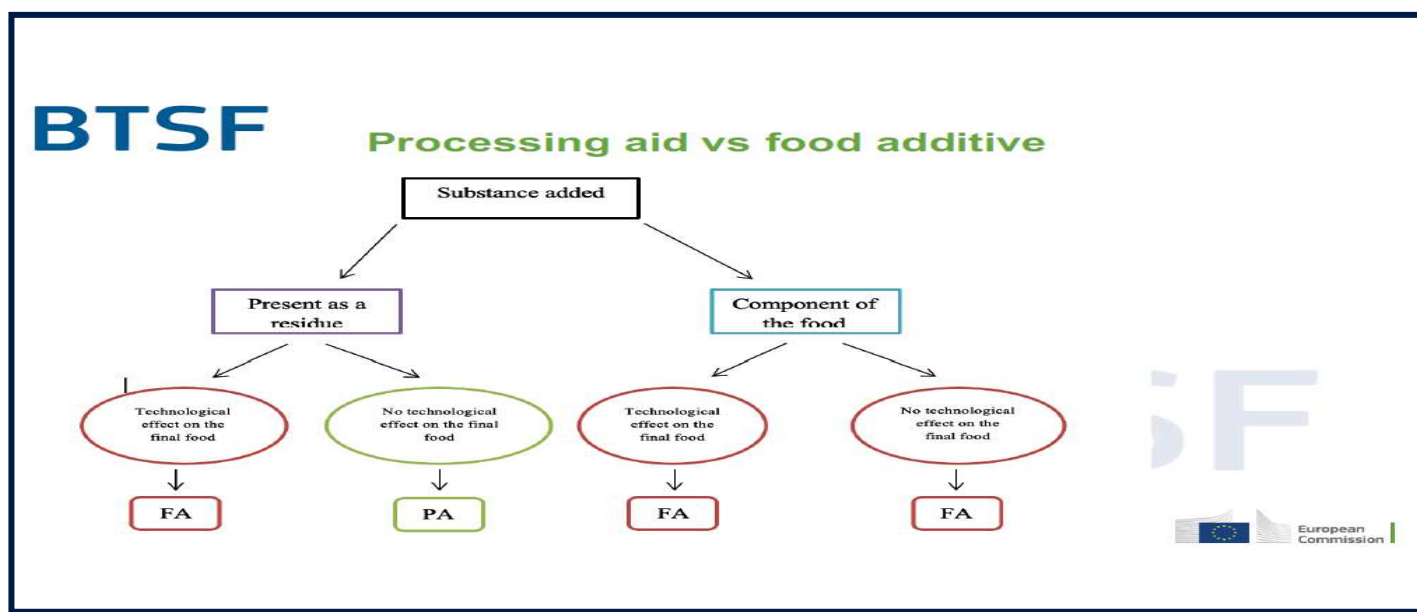 BTSF
Processing aid vs food additive
Substance added
Present as a
residue
Component of
the food
Technological
effect on the
final food
No technological
effect on the final
food
Technological
effect on the
final food
No technological
effect on the
final food
FA
PA
FA
FA
SF
European
Commission